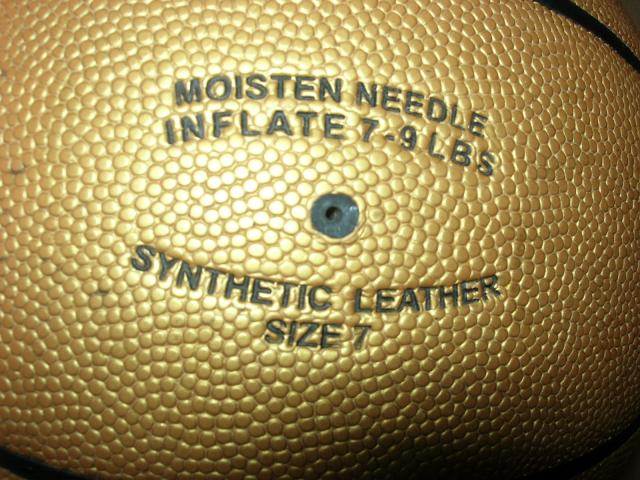 MOISTEN NEEDLE
INFLATE 7-9 LBS
SYNTHETIC LEATHER
SIZE 7